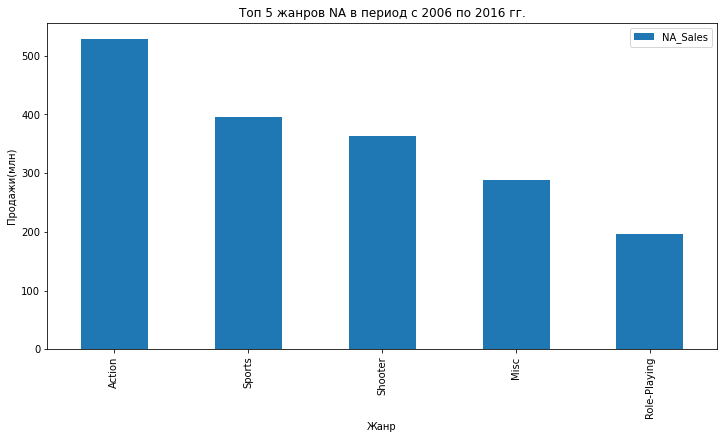 Топ 5 жанров NA в период с 2006 по 2016 гг.
NA_Sales
Продажи(млн)
500
400
300
200
100
0
Action
Sports
Shooter
Misc
Role-Playing
Жанр